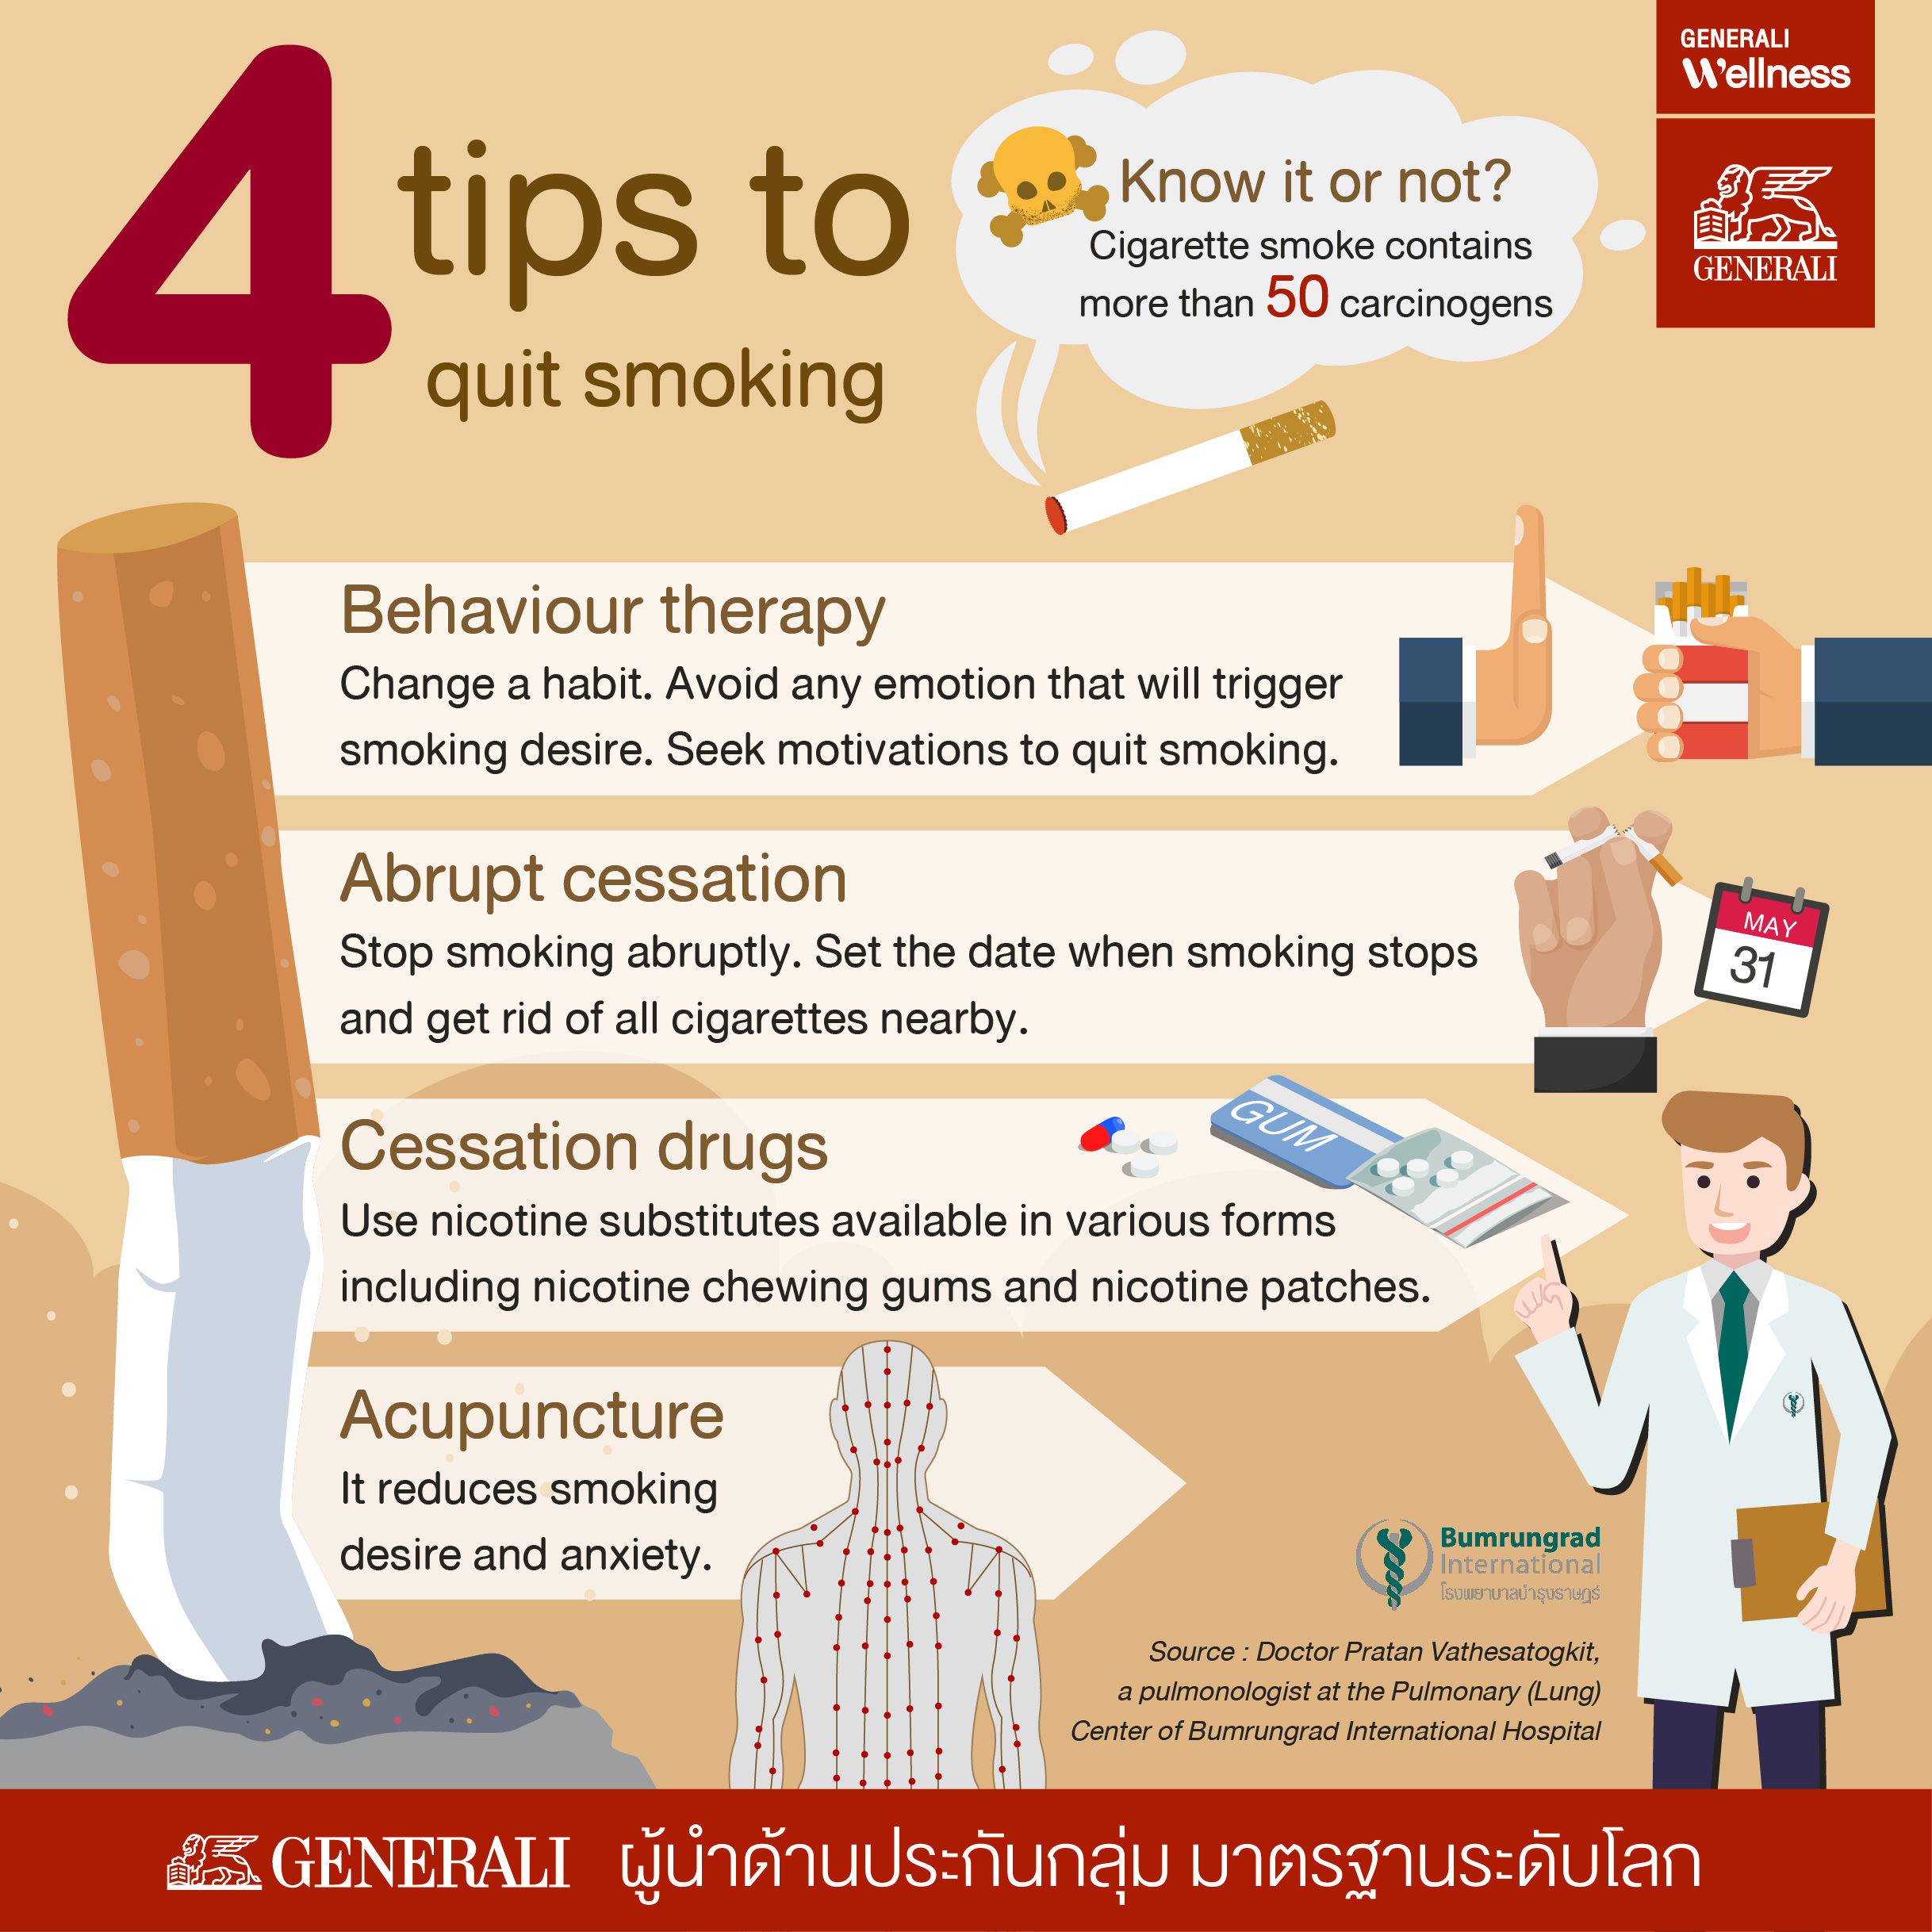 4
tips to
quit smoking
Know it or not?
Cigarette smoke contains
more than 50 carcinogens
GENERALI
Wellness
GENERALI
Behaviour therapy
Change a habit. Avoid any emotion that will trigger
smoking desire. Seek motivations to quit smoking.
Abrupt cessation
Stop smoking abruptly. Set the date when smoking stops
and get rid of all cigarettes nearby.
MAY
31
Cessation drugs
Use nicotine substitutes available in various forms
including nicotine chewing gums and nicotine patches.
GUM
Acupuncture
It reduces smoking
desire and anxiety.
Bumrungrad
International
โรงพยาบาลบำรุงราษฎร์
Source : Doctor Pratan Vathesatogkit,
a pulmonologist at the Pulmonary (Lung)
Center of Bumrungrad International Hospital
GENERALI ผู้นำด้านประกันกลุ่ม มาตรฐานระดับโลก